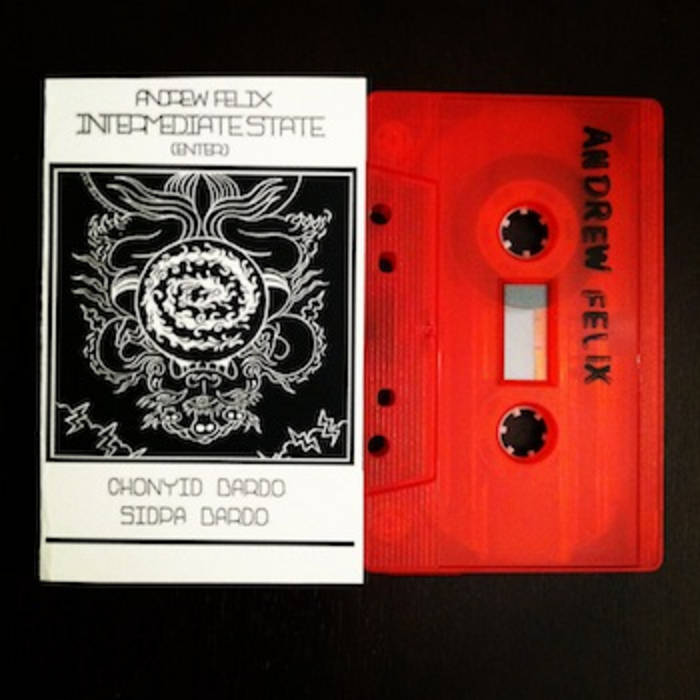 ANDREW FELIX
INTERMEDIATE STATE
(ENTER)
CHONYID BARDO
SIDPA BARDO
ANDREW FELIX